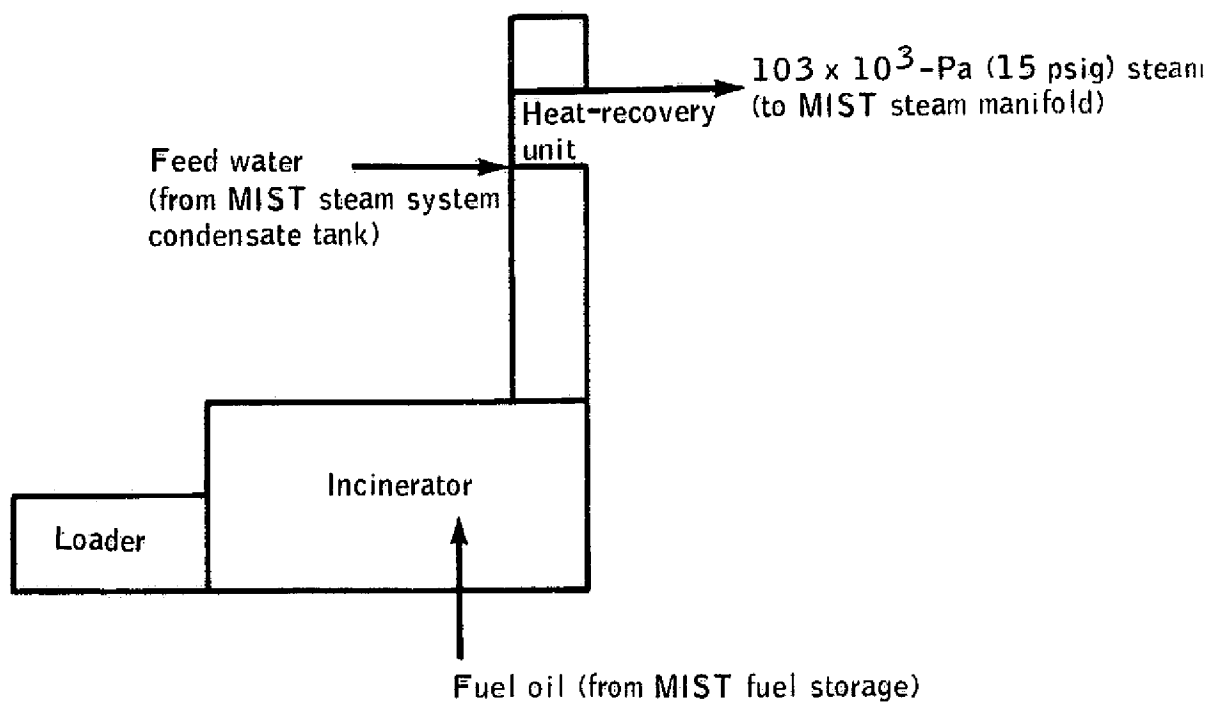 103 x 10³-Pa (15 psig) steam
(to MIST steam manifold)
Heat-recovery
unit
Feed water
(from MIST steam system
condensate tank)
Incinerator
Loader
Fuel oil (from MIST fuel storage)